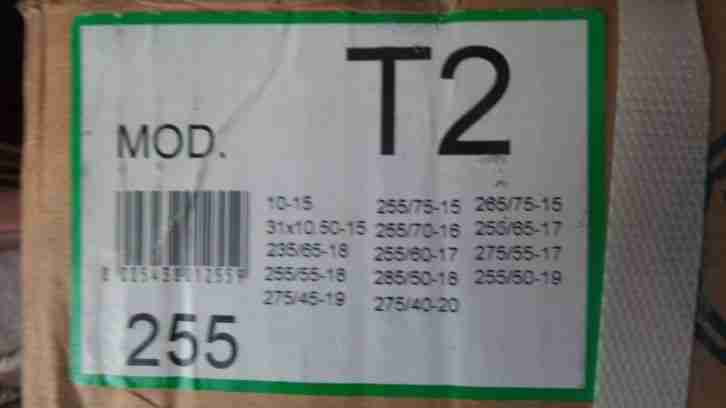 T2
MOD.
10-15 255/75-15 265/75-15
31x10.50-15 255/70-16 255/65-17
235/65-18 255/60-17 275/55-17
255/55-18 285/50-18 255/50-19
275/45-19 275/40-20
255